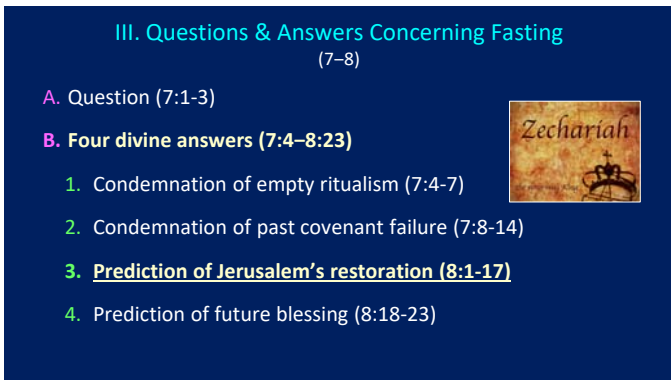 III. Questions & Answers Concerning Fasting
(7–8)
A. Question (7:1-3)
B. Four divine answers (7:4–8:23)
1. Condemnation of empty ritualism (7:4-7)
2. Condemnation of past covenant failure (7:8-14)
3. Prediction of Jerusalem’s restoration (8:1-17)
4. Prediction of future blessing (8:18-23)
Zechariah